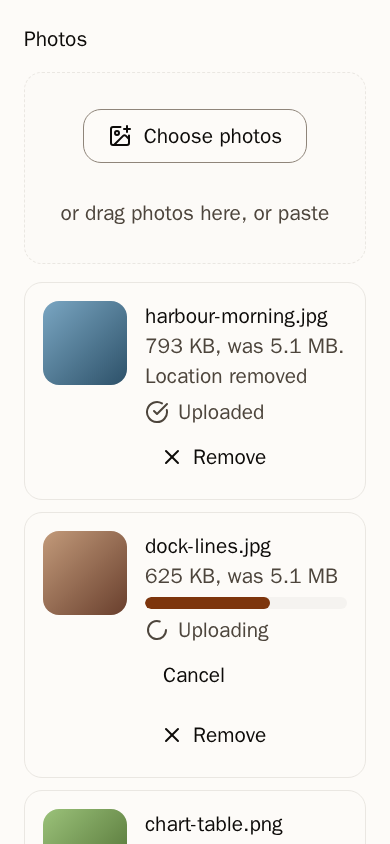 Photos
Choose photos
or drag photos here, or paste
harbour-morning.jpg
793 KB, was 5.1 MB.
Location removed
Uploaded
Remove
dock-lines.jpg
625 KB, was 5.1 MB
Uploading
Cancel
Remove
chart-table.png